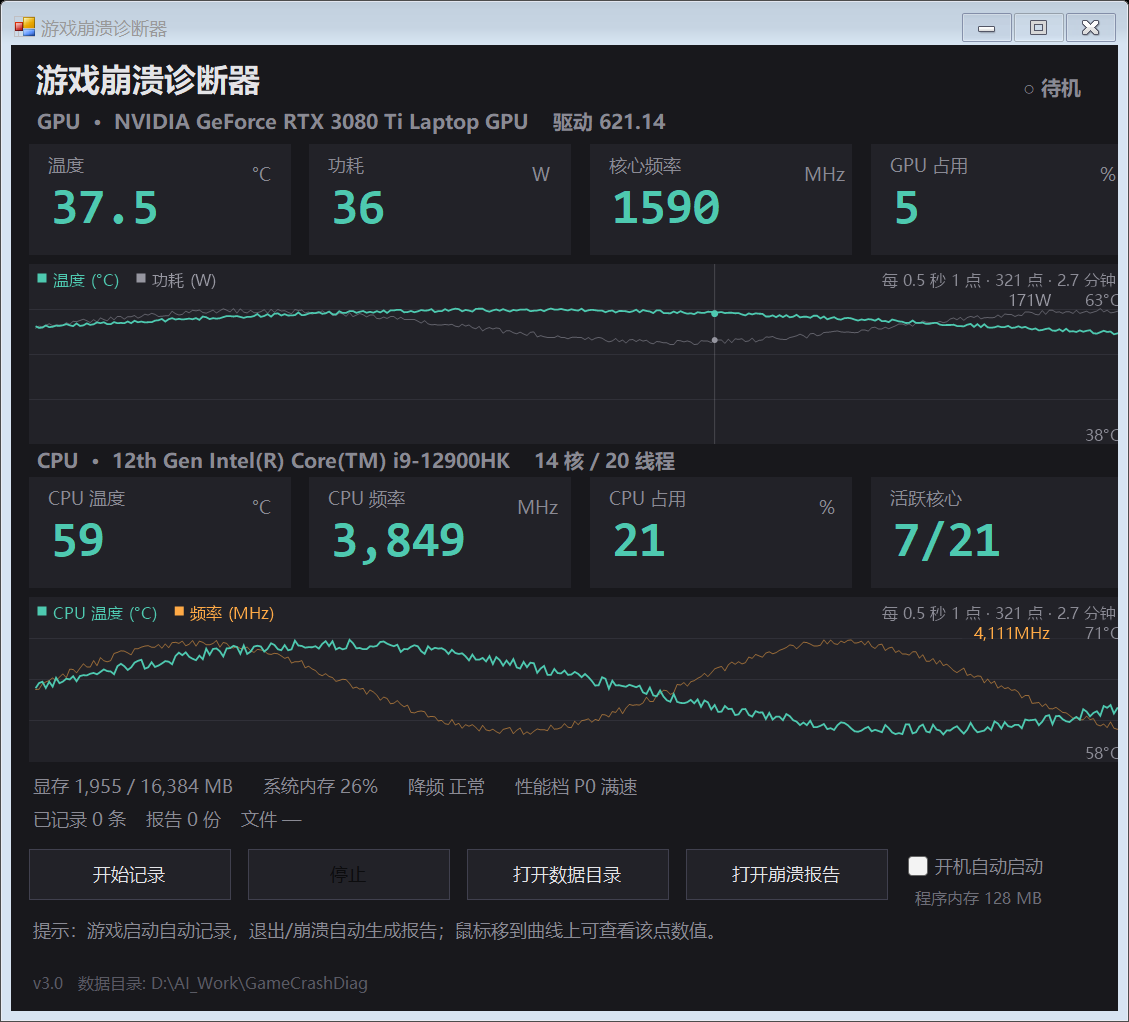 游戏崩溃诊断器
游戏崩溃诊断器
○ 待机
GPU • NVIDIA GeForce RTX 3080 Ti Laptop GPU 驱动 621.14
温度 °C
37.5
功耗 W
36
核心频率 MHz
1590
GPU 占用 %
5
温度 (°C) 功耗 (W) 每 0.5 秒 1 点 · 321 点 · 2.7 分钟
171W 63°C
38°C
CPU • 12th Gen Intel(R) Core(TM) i9-12900HK 14 核 / 20 线程
CPU 温度 °C
59
CPU 频率 MHz
3,849
CPU 占用 %
21
活跃核心
7/21
CPU 温度 (°C) 频率 (MHz) 每 0.5 秒 1 点 · 321 点 · 2.7 分钟
4,111MHz 71°C
58°C
显存 1,955 / 16,384 MB 系统内存 26% 降频 正常 性能档 P0 满速
已记录 0 条 报告 0 份 文件 —
开始记录 停止 打开数据目录 打开崩溃报告 开机自动启动
程序内存 128 MB
提示：游戏启动自动记录，退出/崩溃自动生成报告；鼠标移到曲线上可查看该点数值。
v3.0 数据目录: D:\AI_Work\GameCrashDiag